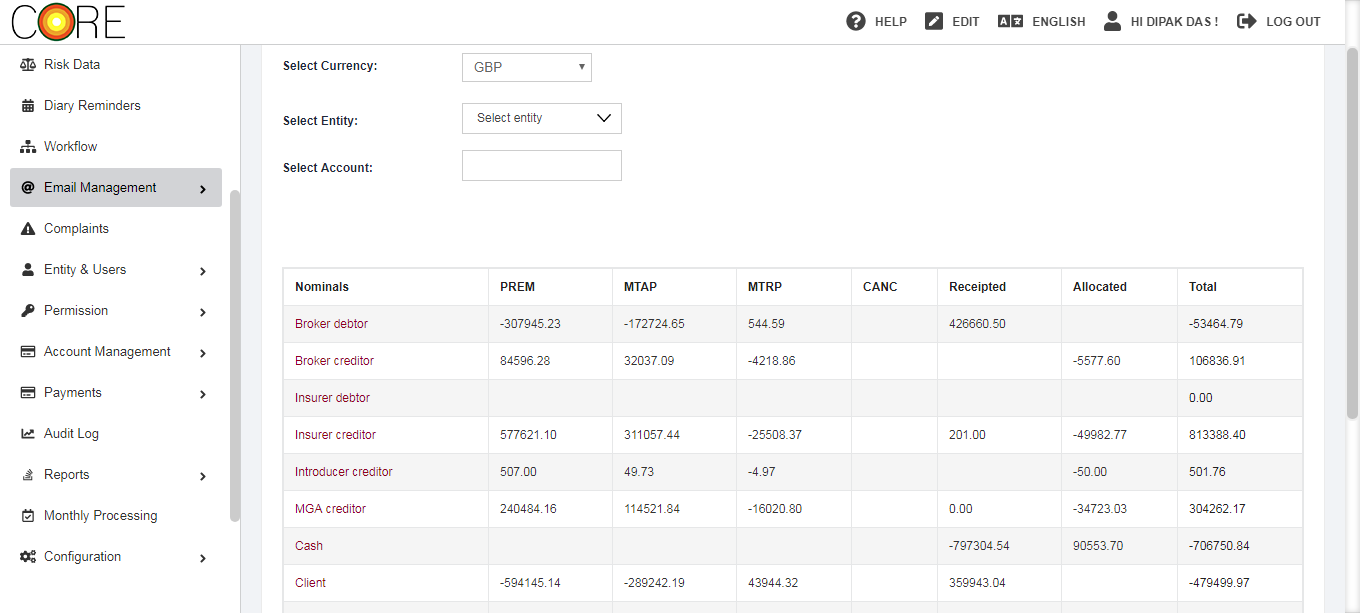 CORE
HELP EDIT ENGLISH HI DIPAK DAS ! LOG OUT
Risk Data
Diary Reminders
Workflow
Email Management
Complaints
Entity & Users
Permission
Account Management
Payments
Audit Log
Reports
Monthly Processing
Configuration
Select Currency: GBP
Select Entity: Select entity
Select Account:
Nominals PREM MTAP MTRP CANC Receipted Allocated Total
Broker debtor -307945.23 -172724.65 544.59 426660.50 -53464.79
Broker creditor 84596.28 32037.09 -4218.86 -5577.60 106836.91
Insurer debtor 0.00
Insurer creditor 577621.10 311057.44 -25508.37 201.00 -49982.77 813388.40
Introducer creditor 507.00 49.73 -4.97 -50.00 501.76
MGA creditor 240484.16 114521.84 -16020.80 0.00 -34723.03 304262.17
Cash -797304.54 90553.70 -706750.84
Client -594145.14 -289242.19 43944.32 359943.04 -479499.97